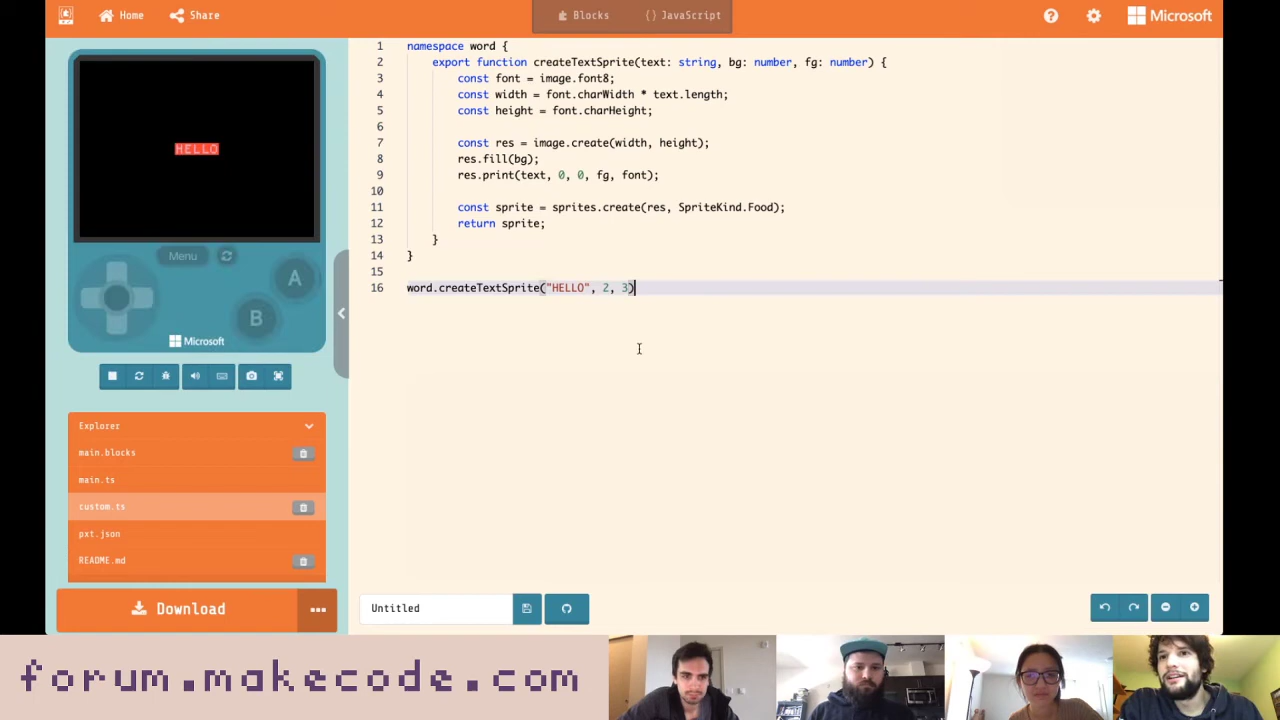 Home Share Blocks {} JavaScript ? Microsoft
HELLO
Menu
A
B
Microsoft
Explorer
main.blocks
main.ts
custom.ts
pxt.json
README.md
Download
1 namespace word {
2 export function createTextSprite(text: string, bg: number, fg: number) {
3 const font = image.font8;
4 const width = font.charWidth * text.length;
5 const height = font.charHeight;
6
7 const res = image.create(width, height);
8 res.fill(bg);
9 res.print(text, 0, 0, fg, font);
10
11 const sprite = sprites.create(res, SpriteKind.Food);
12 return sprite;
13 }
14 }
15
16 word.createTextSprite("HELLO", 2, 3)
Untitled
forum.makecode.com